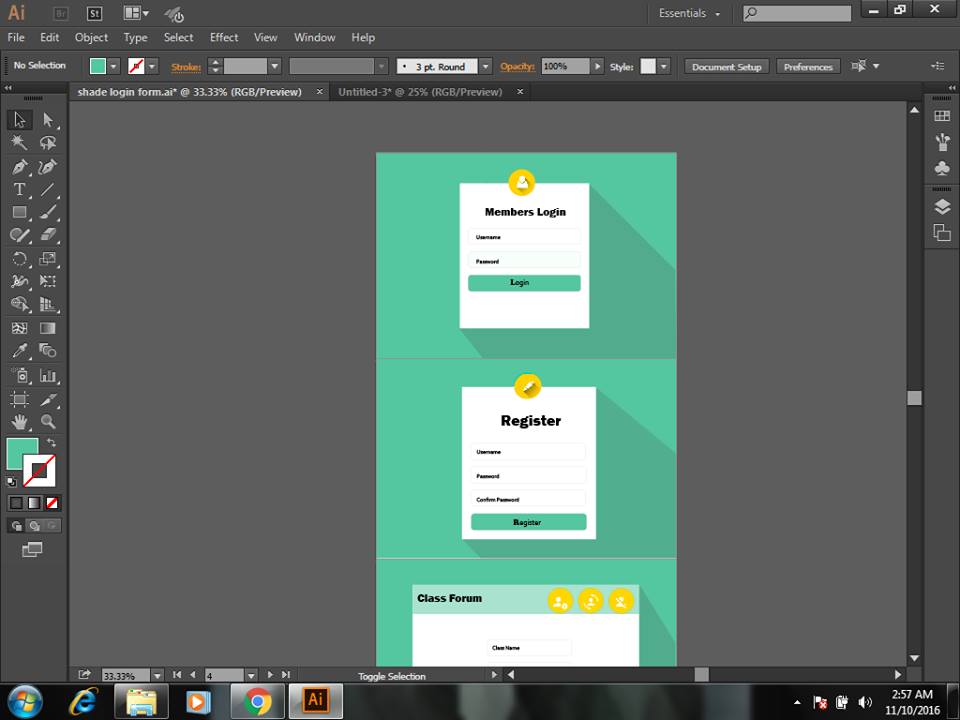 Ai Br St Essentials
File Edit Object Type Select Effect View Window Help
No Selection Stroke: 3 pt. Round Opacity: 100% Style: Document Setup Preferences
shade login form.ai* @ 33.33% (RGB/Preview) × Untitled-3* @ 25% (RGB/Preview) ×
Members Login
Username
Password
Login
Register
Username
Password
Confirm Password
Register
Class Forum
Class Name
33.33% 4 Toggle Selection
Ai 2:57 AM
11/10/2016